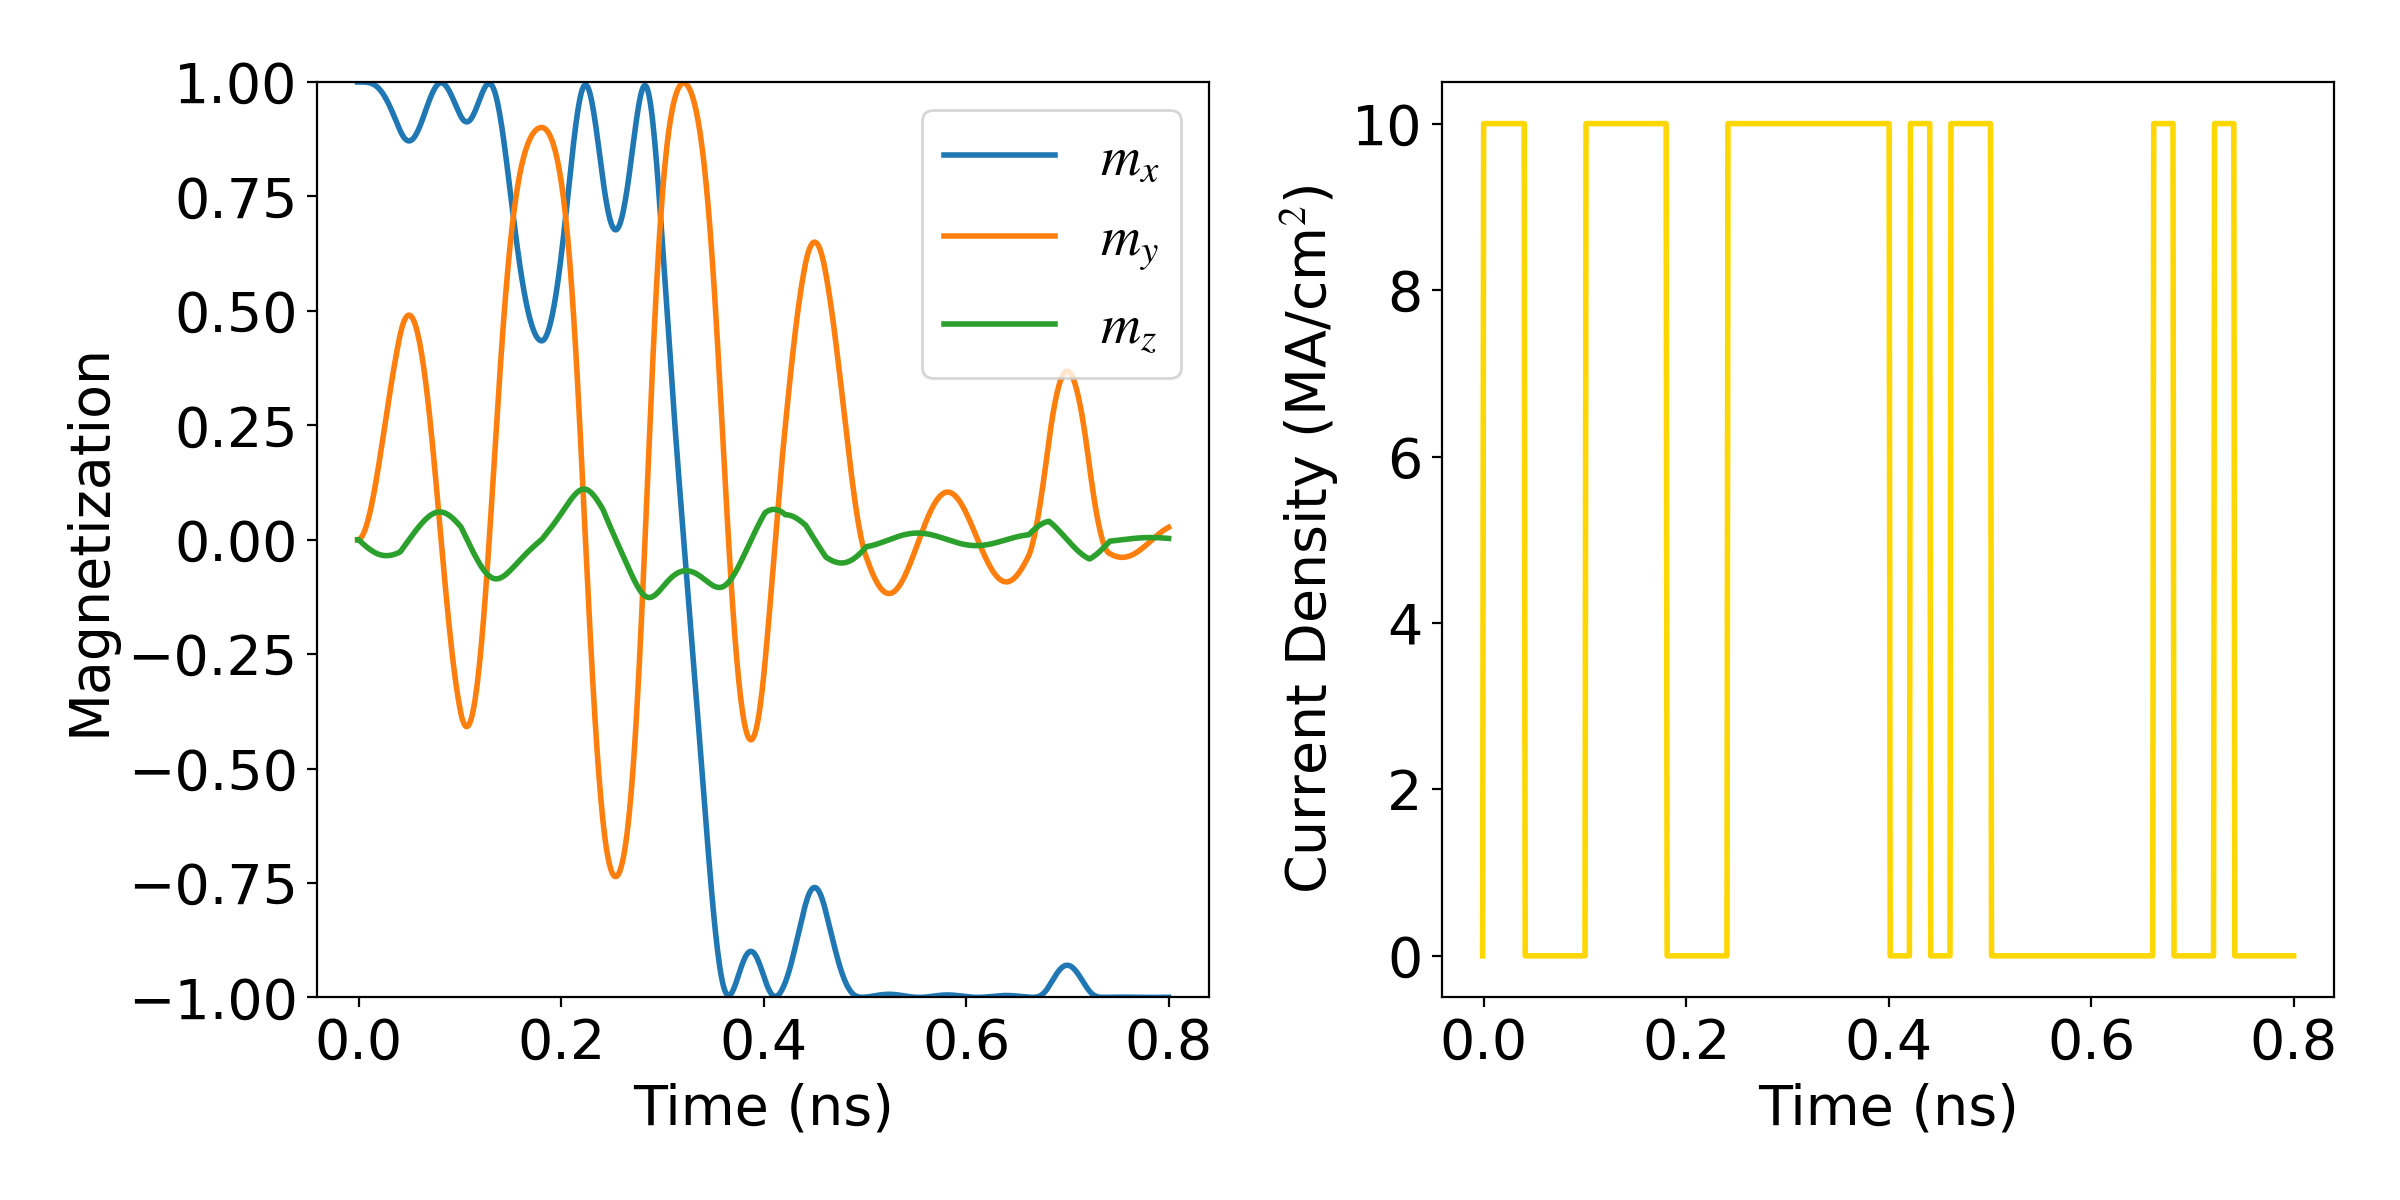 1.00
0.75
0.50
0.25
0.00
−0.25
−0.50
−0.75
−1.00
Magnetization
0.0 0.2 0.4 0.6 0.8
Time (ns)
m_x
m_y
m_z
10
8
6
4
2
0
Current Density (MA/cm²)
0.0 0.2 0.4 0.6 0.8
Time (ns)